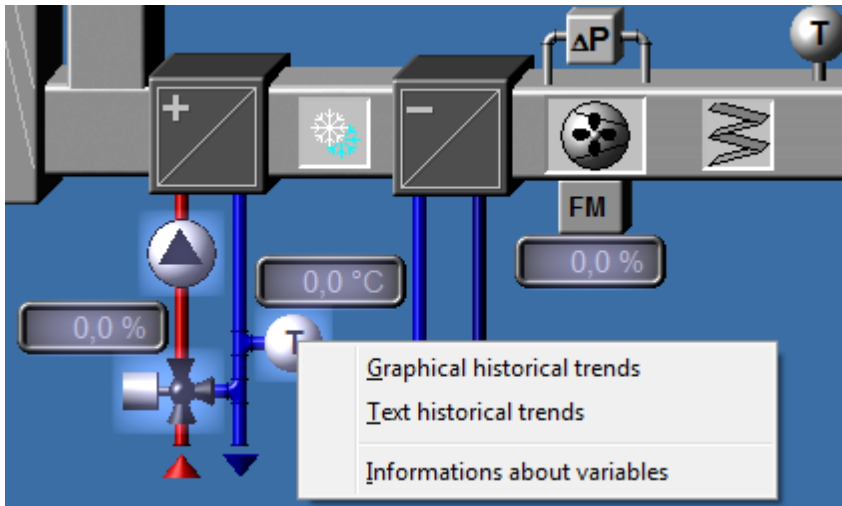 ΔP
T
+
−
FM
0,0 %
0,0 °C
0,0 %
T
Graphical historical trends
Text historical trends
Informations about variables